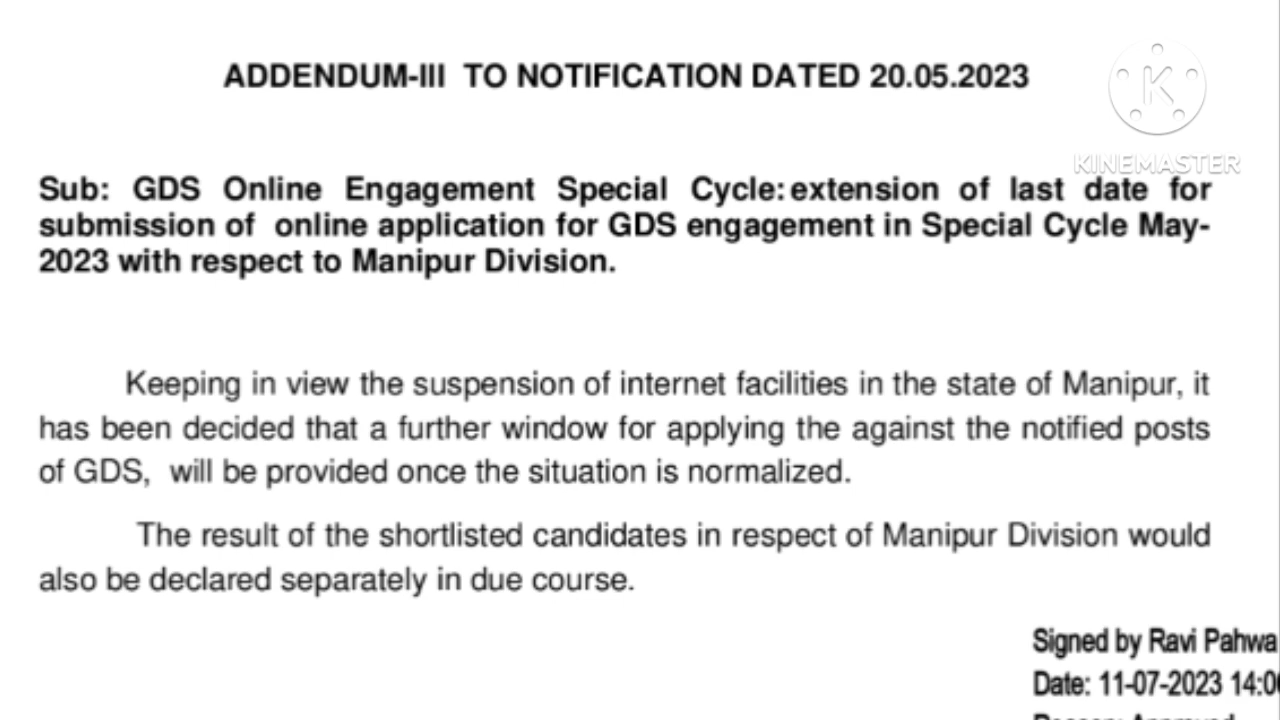 ADDENDUM-III TO NOTIFICATION DATED 20.05.2023
K
KINEMASTER
Sub: GDS Online Engagement Special Cycle: extension of last date for
submission of online application for GDS engagement in Special Cycle May-
2023 with respect to Manipur Division.
Keeping in view the suspension of internet facilities in the state of Manipur, it
has been decided that a further window for applying the against the notified posts
of GDS, will be provided once the situation is normalized.
The result of the shortlisted candidates in respect of Manipur Division would
also be declared separately in due course.
Signed by Ravi Pahwa
Date: 11-07-2023 14:0